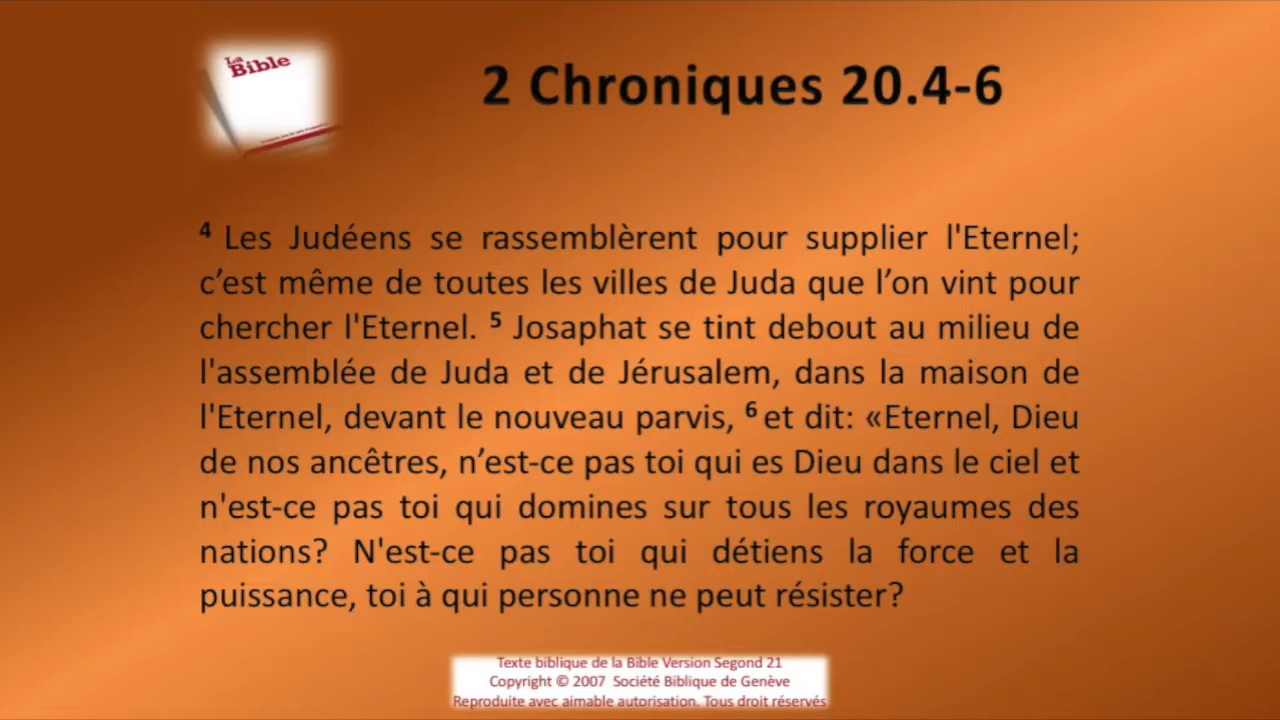 La
Bible
2 Chroniques 20.4-6
4 Les Judéens se rassemblèrent pour supplier l'Eternel;
c’est même de toutes les villes de Juda que l’on vint pour
chercher l'Eternel. 5 Josaphat se tint debout au milieu de
l'assemblée de Juda et de Jérusalem, dans la maison de
l'Eternel, devant le nouveau parvis, 6 et dit: «Eternel, Dieu
de nos ancêtres, n’est-ce pas toi qui es Dieu dans le ciel et
n'est-ce pas toi qui domines sur tous les royaumes des
nations? N'est-ce pas toi qui détiens la force et la
puissance, toi à qui personne ne peut résister?
Texte biblique de la Bible Version Segond 21
Copyright © 2007 Société Biblique de Genève
Reproduite avec aimable autorisation. Tous droit réservés